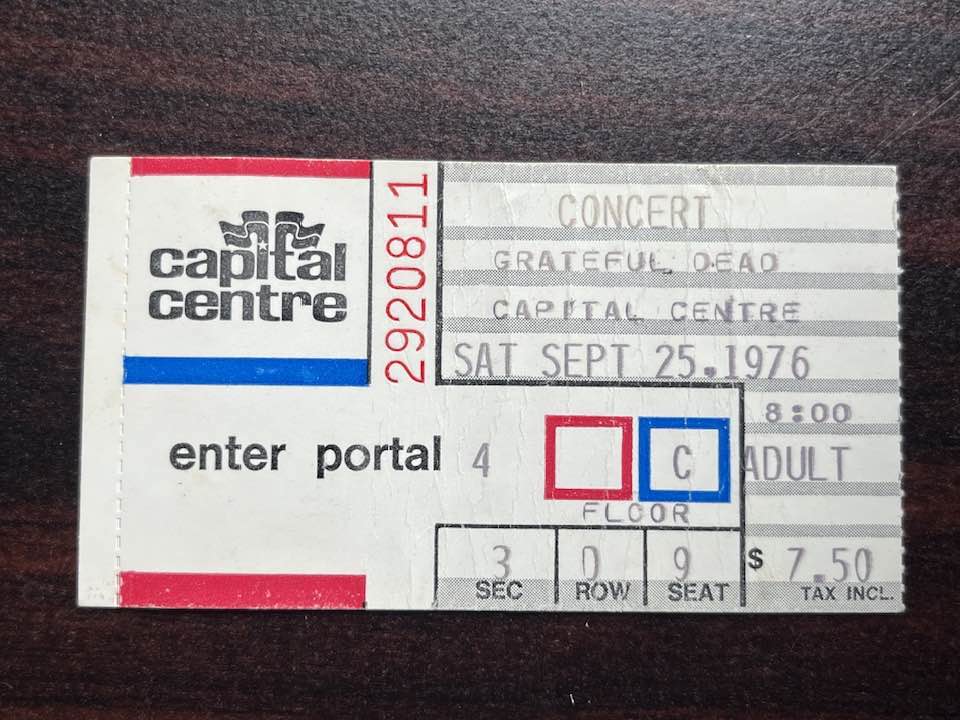 capital
centre
2920811
CONCERT
GRATEFUL DEAD
CAPITAL CENTRE
SAT SEPT 25.1976
8:00
enter portal 4 C ADULT
FLOOR
3 0 9 $ 7.50
SEC ROW SEAT TAX INCL.